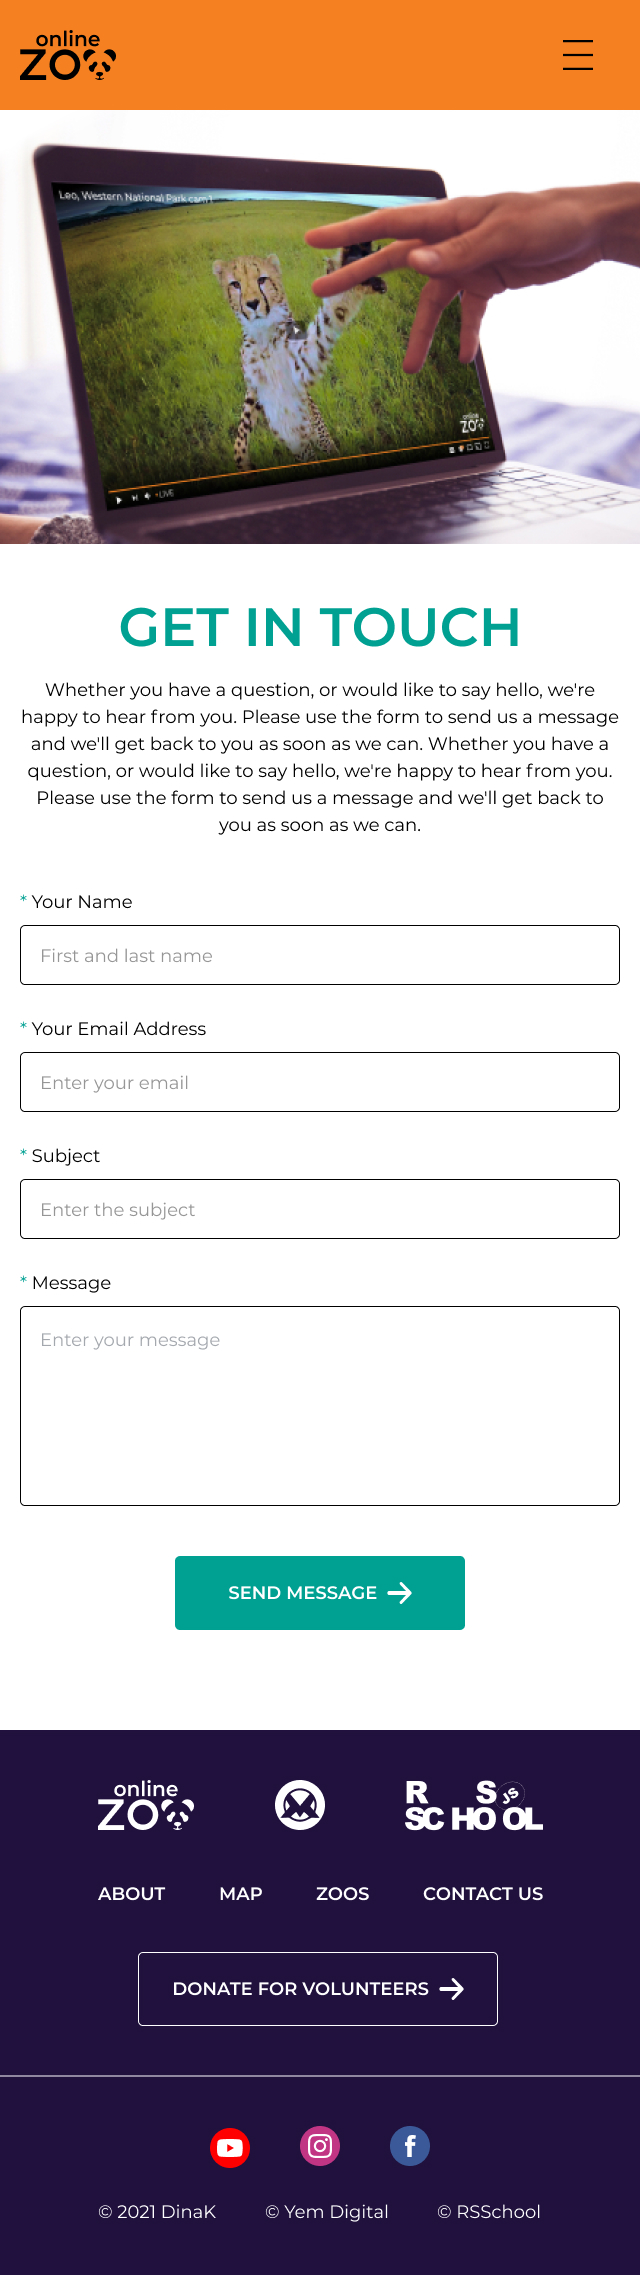 online
ZOO
Leo, Western National Park cam 1
online
ZOO
LIVE
GET IN TOUCH
Whether you have a question, or would like to say hello, we're
happy to hear from you. Please use the form to send us a message
and we'll get back to you as soon as we can. Whether you have a
question, or would like to say hello, we're happy to hear from you.
Please use the form to send us a message and we'll get back to
you as soon as we can.
* Your Name
First and last name
* Your Email Address
Enter your email
* Subject
Enter the subject
* Message
Enter your message
SEND MESSAGE
online
ZOO
R S JS
SCHOOL
ABOUT MAP ZOOS CONTACT US
DONATE FOR VOLUNTEERS
© 2021 DinaK © Yem Digital © RSSchool